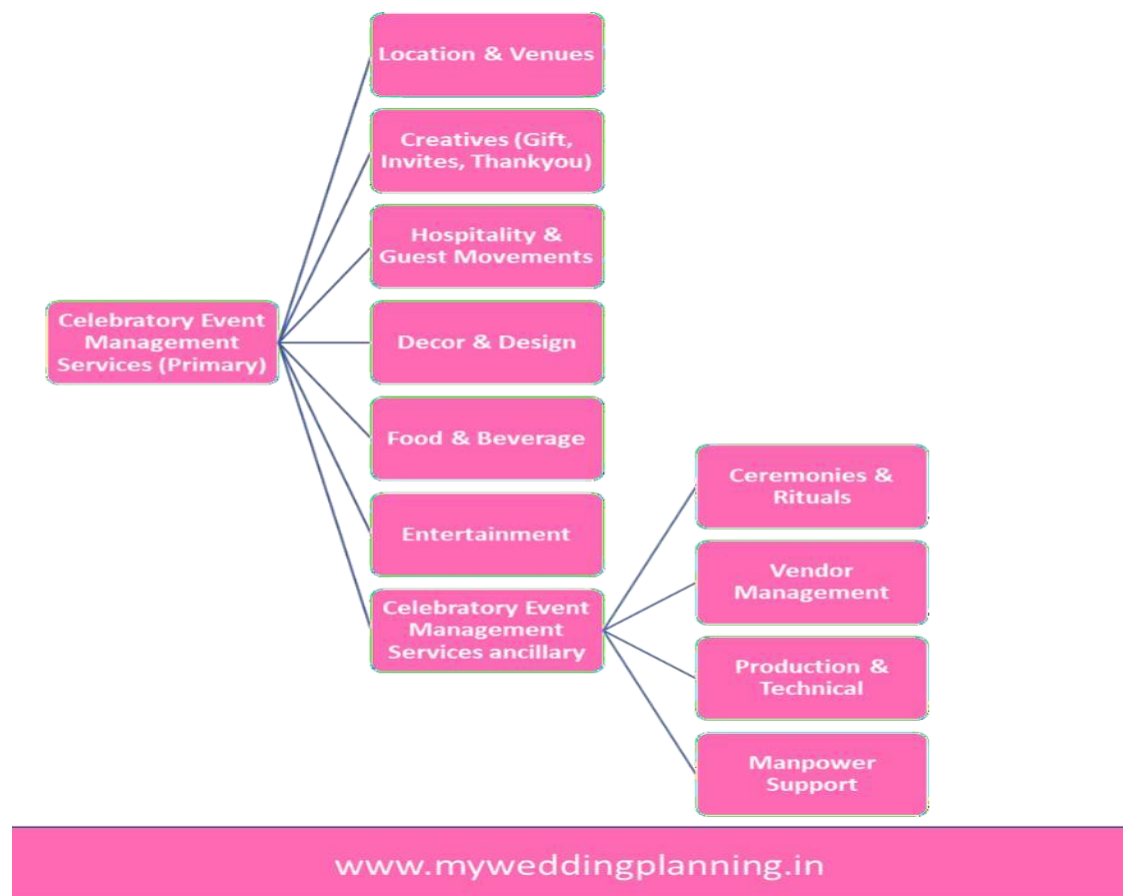 Location & Venues
Creatives (Gift,
Invites, Thankyou)
Hospitality &
Guest Movements
Celebratory Event
Management
Services (Primary)
Decor & Design
Food & Beverage
Entertainment
Celebratory Event
Management
Services ancillary
Ceremonies &
Rituals
Vendor
Management
Production &
Technical
Manpower
Support
www.myweddingplanning.in